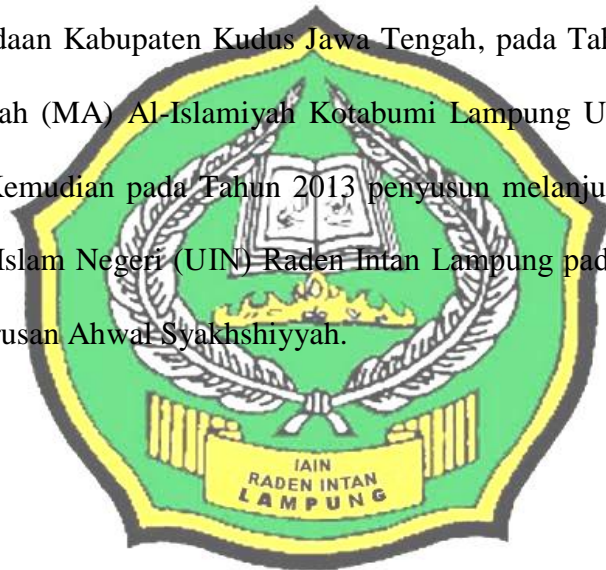 daan Kabupaten Kudus Jawa Tengah, pada Tah
ah (MA) Al-Islamiyah Kotabumi Lampung U
Kemudian pada Tahun 2013 penyusun melanju
Islam Negeri (UIN) Raden Intan Lampung pad
rusan Ahwal Syakhshiyyah.
IAIN
RADEN INTAN
LAMPUNG